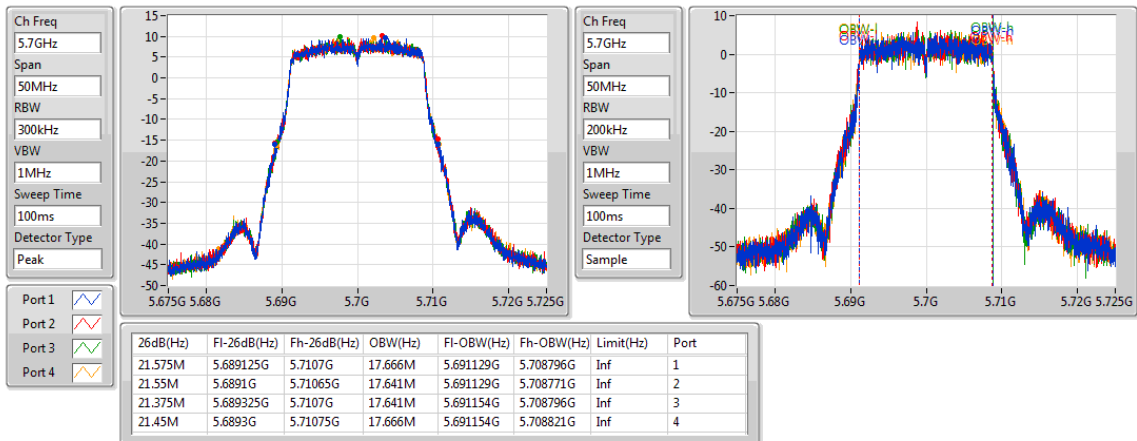 Ch Freq
5.7GHz
Span
50MHz
RBW
300kHz
VBW
1MHz
Sweep Time
100ms
Detector Type
Peak
15
10
5
0
-5
-10
-15
-20
-25
-30
-35
-40
-45
-50
5.675G 5.68G 5.69G 5.7G 5.71G 5.72G 5.725G
Ch Freq
5.7GHz
Span
50MHz
RBW
200kHz
VBW
1MHz
Sweep Time
100ms
Detector Type
Sample
OBW-l OBW-h
10
0
-10
-20
-30
-40
-50
-60
5.675G 5.68G 5.69G 5.7G 5.71G 5.72G 5.725G
Port 1
Port 2
Port 3
Port 4
26dB(Hz) Fl-26dB(Hz) Fh-26dB(Hz) OBW(Hz) Fl-OBW(Hz) Fh-OBW(Hz) Limit(Hz) Port
21.575M 5.689125G 5.7107G 17.666M 5.691129G 5.708796G Inf 1
21.55M 5.6891G 5.71065G 17.641M 5.691129G 5.708771G Inf 2
21.375M 5.689325G 5.7107G 17.641M 5.691154G 5.708796G Inf 3
21.45M 5.6893G 5.71075G 17.666M 5.691154G 5.708821G Inf 4